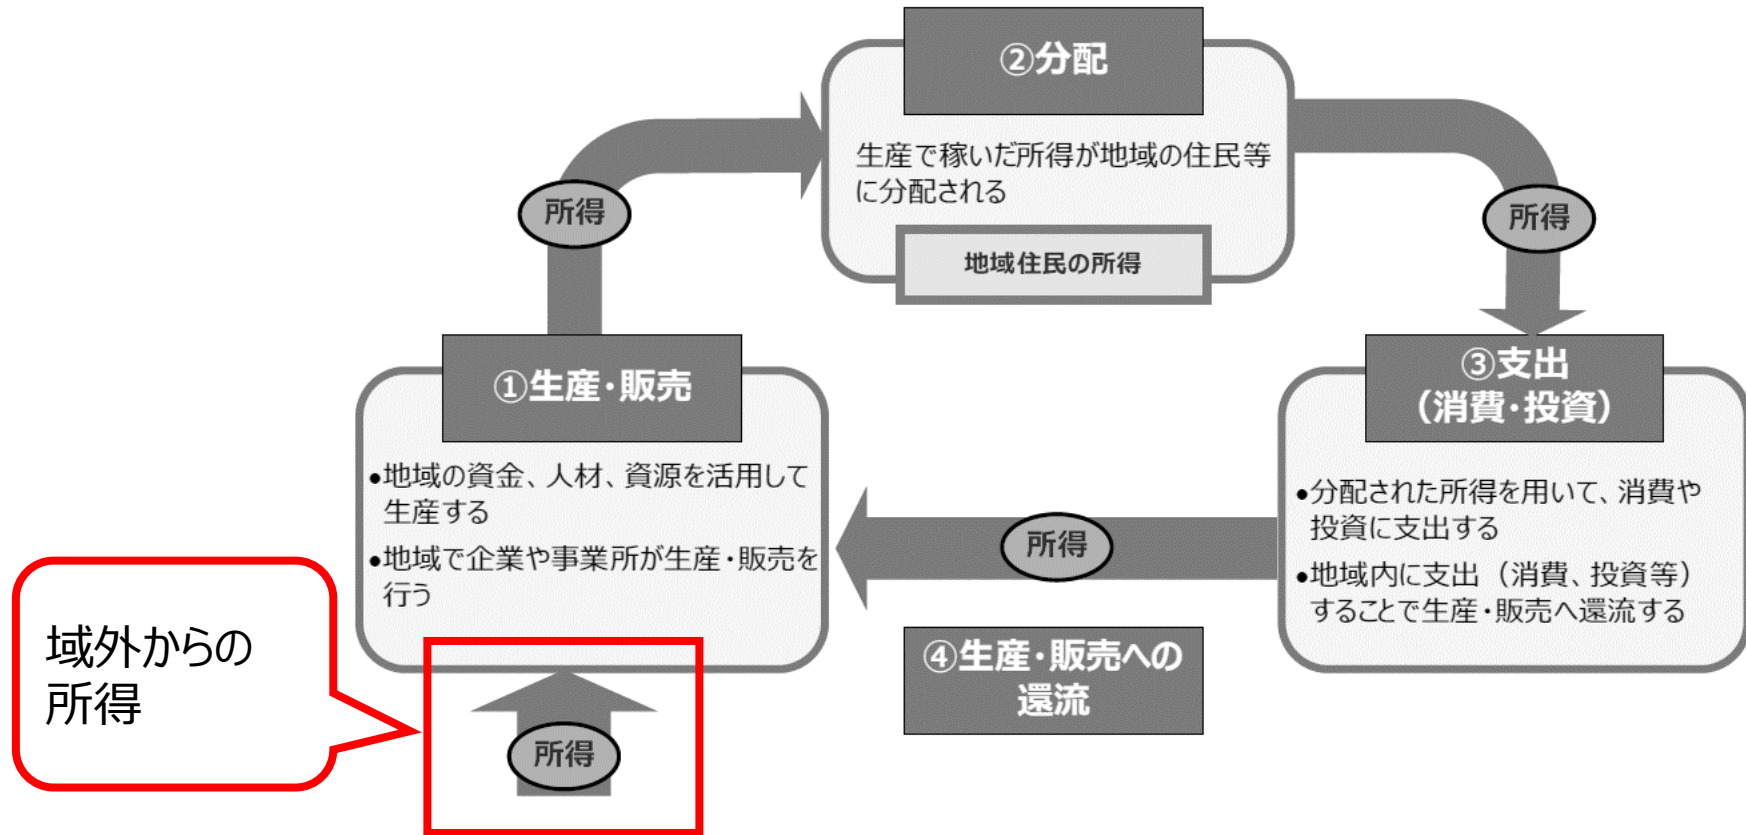 ②分配
生産で稼いだ所得が地域の住民等
に分配される
地域住民の所得
所得
所得
①生産・販売
●地域の資金、人材、資源を活用して
生産する
●地域で企業や事業所が生産・販売を
行う
③支出
（消費・投資）
●分配された所得を用いて、消費や
投資に支出する
●地域内に支出（消費、投資等）
することで生産・販売へ還流する
所得
④生産・販売への
還流
域外からの
所得
所得